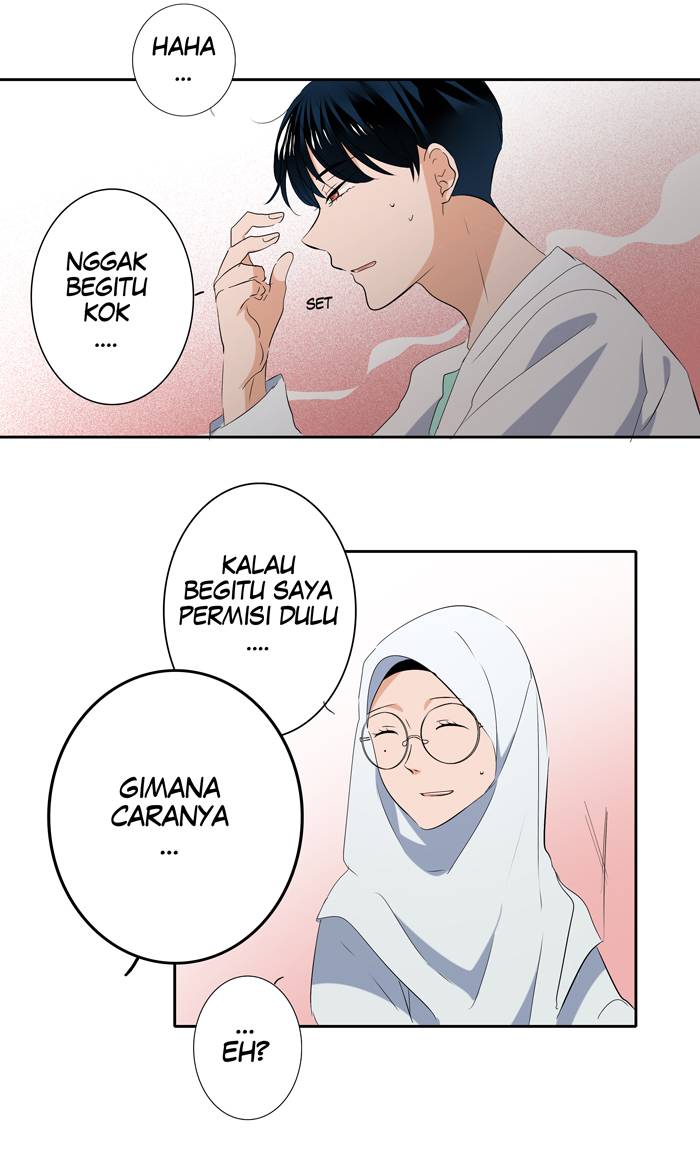 HAHA
...
NGGAK
BEGITU
KOK
....
SET
KALAU
BEGITU SAYA
PERMISI DULU
....
GIMANA
CARANYA
...
...
EH?